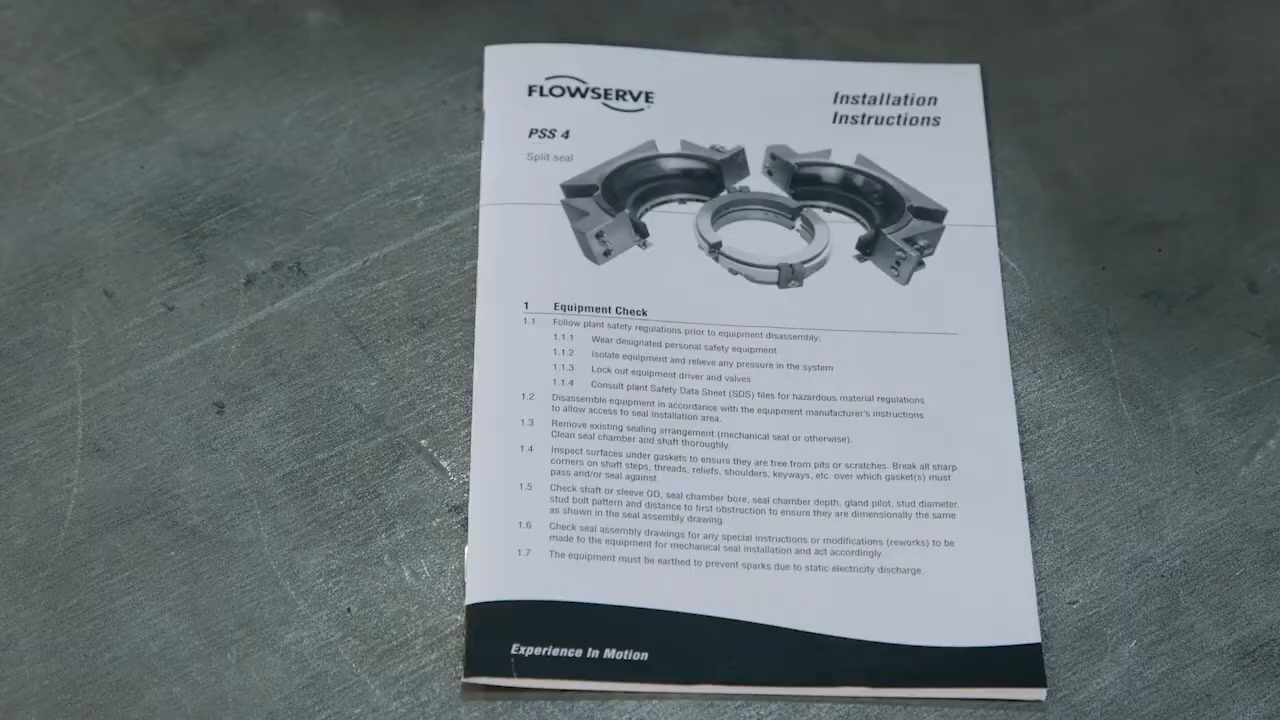 FLOWSERVE
Installation
Instructions
PSS 4
Split seal
1 Equipment Check
1.1 Follow plant safety regulations prior to equipment disassembly:
1.1.1 Wear designated personal safety equipment
1.1.2 Isolate equipment and relieve any pressure in the system
1.1.3 Lock out equipment driver and valves
1.1.4 Consult plant Safety Data Sheet (SDS) files for hazardous material regulations
1.2 Disassemble equipment in accordance with the equipment manufacturer's instructions
to allow access to seal installation area.
1.3 Remove existing sealing arrangement (mechanical seal or otherwise).
Clean seal chamber and shaft thoroughly.
1.4 Inspect surfaces under gaskets to ensure they are free from pits or scratches. Break all sharp
corners on shaft steps, threads, reliefs, shoulders, keyways, etc. over which gasket(s) must
pass and/or seal against.
1.5 Check shaft or sleeve OD, seal chamber bore, seal chamber depth, gland pilot, stud diameter,
stud bolt pattern and distance to first obstruction to ensure they are dimensionally the same
as shown in the seal assembly drawing.
1.6 Check seal assembly drawings for any special instructions or modifications (reworks) to be
made to the equipment for mechanical seal installation and act accordingly.
1.7 The equipment must be earthed to prevent sparks due to static electricity discharge.
Experience In Motion